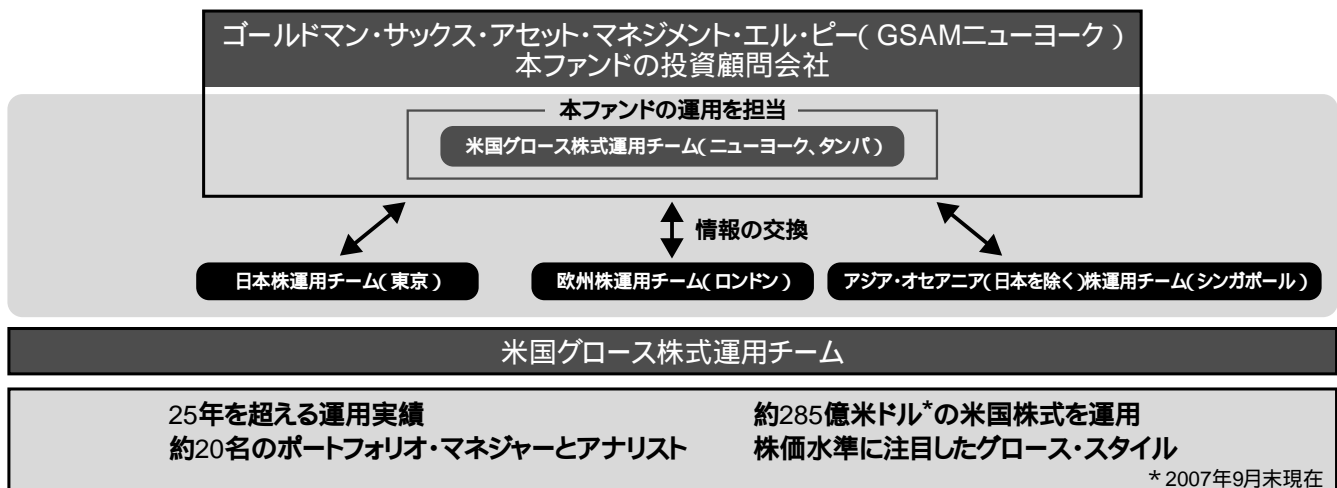 ゴールドマン・サックス・アセット・マネジメント・エル・ピー( GSAMニューヨーク )
本ファンドの投資顧問会社
本ファンドの運用を担当
米国グロース株式運用チーム( ニューヨーク、タンパ )
情報の交換
日本株運用チーム( 東京 )
欧州株運用チーム( ロンドン )
アジア・オセアニア( 日本を除く )株運用チーム( シンガポール )
米国グロース株式運用チーム
25年を超える運用実績
約285億米ドル*の米国株式を運用
約20名のポートフォリオ・マネジャーとアナリスト
株価水準に注目したグロース・スタイル
* 2007年9月末現在